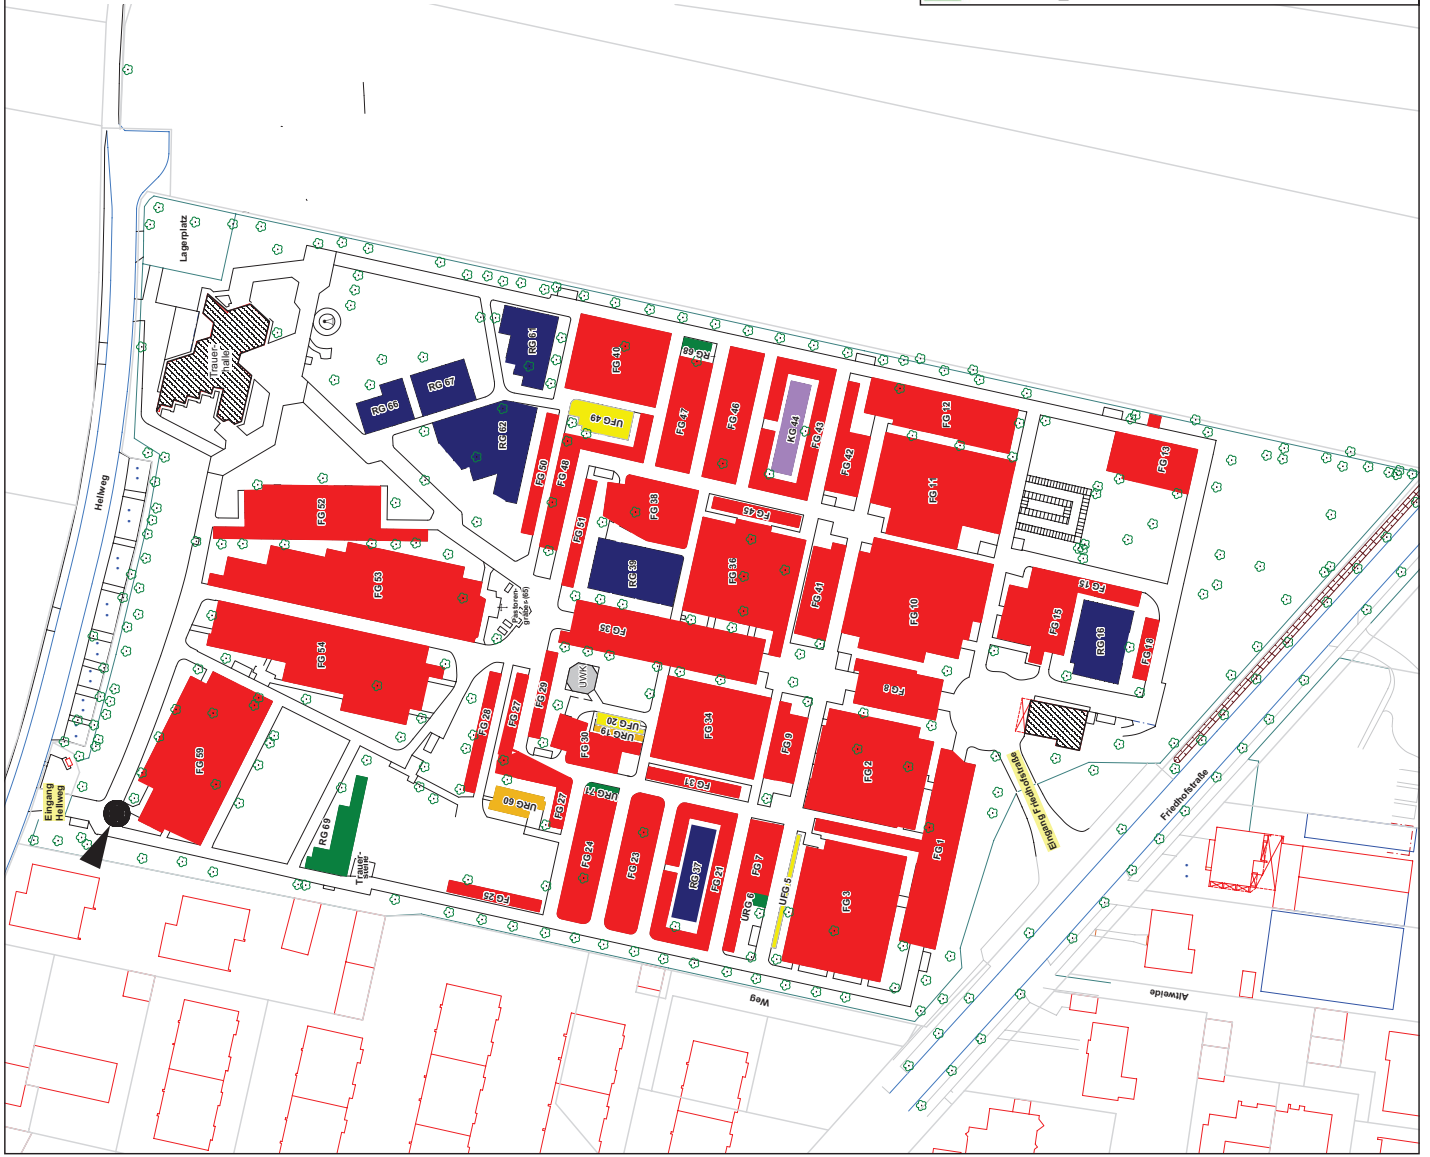 Lagerplatz
Trauer-
halle
Hellweg
RG 61
FG 40
RG 68
RG 67
RG 66
UFG 49
FG 47
FG 46
KG 44
FG 43
FG 42
FG 12
FG 13
RG 62
FG 50
FG 48
FG 51
FG 38
FG 45
FG 11
FG 52
FG 53
RG 39
FG 36
FG 41
FG 10
FG 15
FG 15
RG 16
FG 18
Pastoren-
gräber (65)
FG 35
FG 54
UWK
FG 29
FG 28
FG 27
FG 30
UFG 20
URG 19
FG 34
FG 8
FG 9
FG 2
FG 59
FG 31
URG 60
URG 71
FG 27
Eingang
Hellweg
Eingang Friedhofstraße
Friedhofstraße
RG 69
Trauer-
stelle
FG 25
FG 24
FG 23
RG 37
FG 21
FG 7
URG 6
UFG 5
FG 3
FG 1
Weg
Altweide